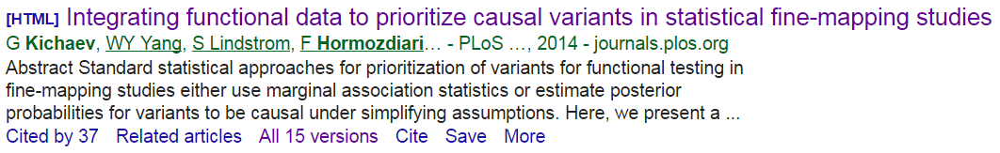 [HTML] Integrating functional data to prioritize causal variants in statistical fine-mapping studies
G Kichaev, WY Yang, S Lindstrom, F Hormozdiari… - PLoS …, 2014 - journals.plos.org
Abstract Standard statistical approaches for prioritization of variants for functional testing in
fine-mapping studies either use marginal association statistics or estimate posterior
probabilities for variants to be causal under simplifying assumptions. Here, we present a ...
Cited by 37 Related articles All 15 versions Cite Save More